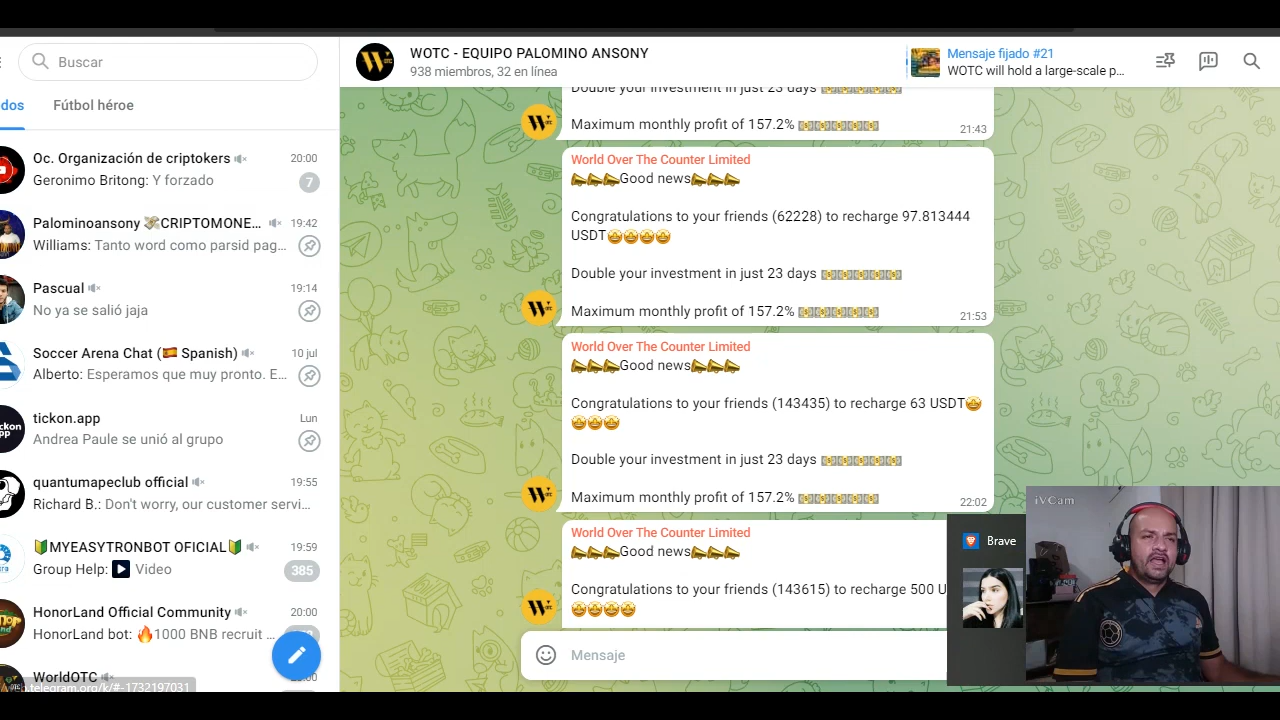 Buscar
WOTC - EQUIPO PALOMINO ANSONY
938 miembros, 32 en línea
Mensaje fijado #21
WOTC will hold a large-scale p...
dos
Fútbol héroe
Oc. Organización de criptokers
20:00
Geronimo Britong: Y forzado
7
Palominoansony 💸CRIPTOMONE...
19:42
Williams: Tanto word como parsid pag...
Pascual
19:14
No ya se salió jaja
Soccer Arena Chat (🇪🇸 Spanish)
10 jul
Alberto: Esperamos que muy pronto. E...
tickon.app
Lun
Andrea Paule se unió al grupo
quantumapeclub official
19:55
Richard B.: Don't worry, our customer servi...
🔰MYEASYTRONBOT OFICIAL🔰
19:59
Group Help: Video
385
HonorLand Official Community
20:00
HonorLand bot: 🔥1000 BNB recruit ...
WorldOTC
.telegram.org/k/#-1732197031
Double your investment in just 23 days 💵💵💵💵💵
Maximum monthly profit of 157.2% 💵💵💵💵💵
21:43
World Over The Counter Limited
📣📣📣Good news📣📣📣
Congratulations to your friends (62228) to recharge 97.813444
USDT🤩🤩🤩🤩
Double your investment in just 23 days 💵💵💵💵💵
Maximum monthly profit of 157.2% 💵💵💵💵💵
21:53
World Over The Counter Limited
📣📣📣Good news📣📣📣
Congratulations to your friends (143435) to recharge 63 USDT🤩
🤩🤩🤩
Double your investment in just 23 days 💵💵💵💵💵
Maximum monthly profit of 157.2% 💵💵💵💵💵
22:02
World Over The Counter Limited
📣📣📣Good news📣📣📣
Congratulations to your friends (143615) to recharge 500 U
🤩🤩🤩🤩
Mensaje
Brave
iVCam